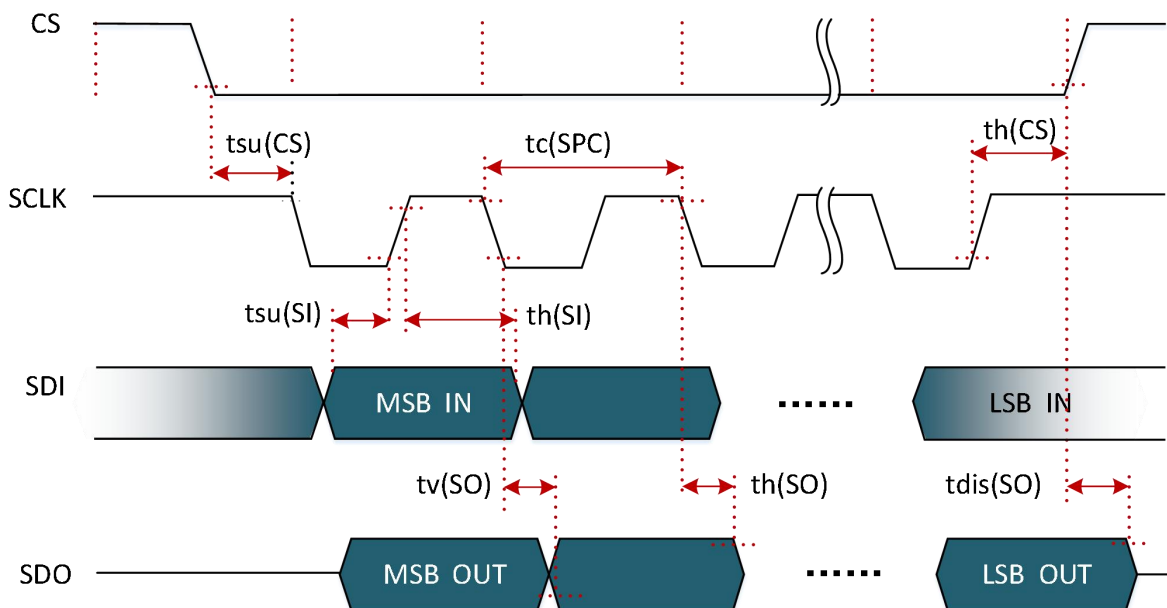 CS
tsu(CS)
tc(SPC)
th(CS)
SCLK
tsu(SI)
th(SI)
SDI
MSB IN
LSB IN
tv(SO)
th(SO)
tdis(SO)
SDO
MSB OUT
LSB OUT